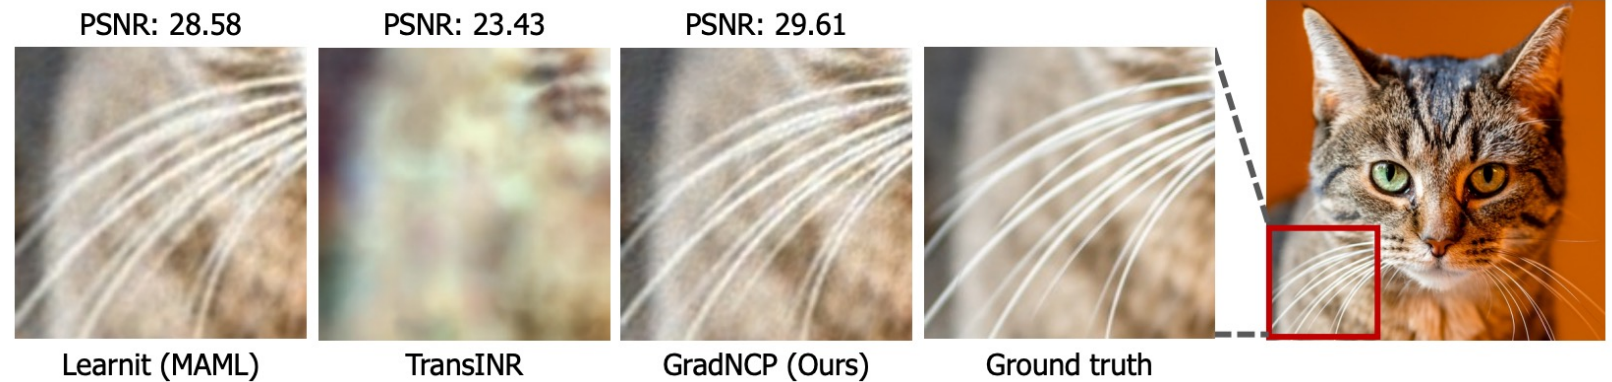 PSNR: 28.58
PSNR: 23.43
PSNR: 29.61
Learnit (MAML)
TransINR
GradNCP (Ours)
Ground truth